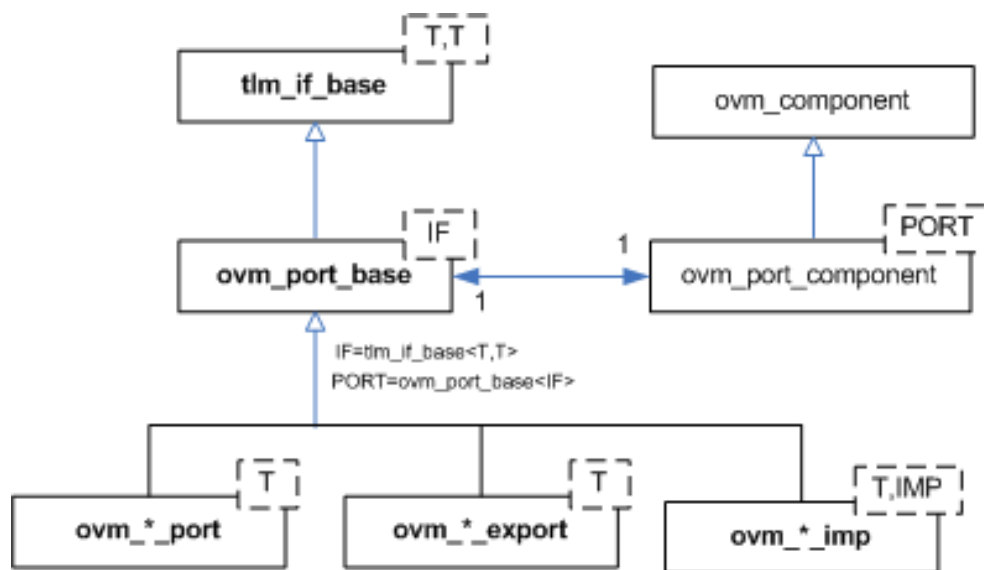 T,T
tlm_if_base
ovm_component
IF
PORT
1
ovm_port_base
ovm_port_component
1
IF=tlm_if_base<T,T>
PORT=ovm_port_base<IF>
T
T
T,IMP
ovm_*_port
ovm_*_export
ovm_*_imp